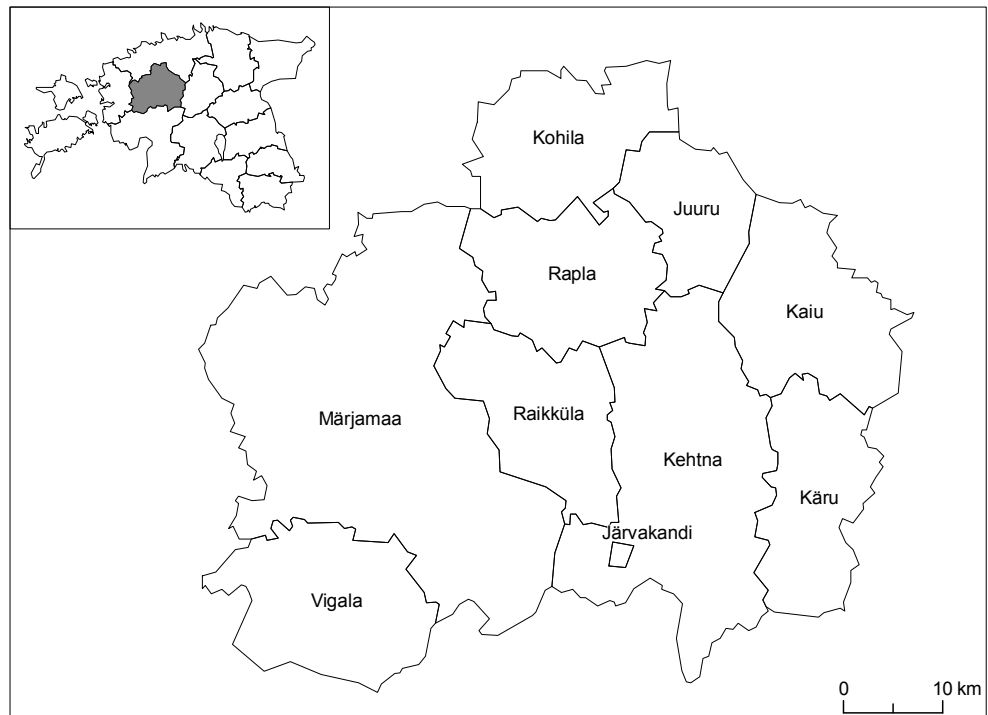 Kohila
Juuru
Rapla
Kaiu
Märjamaa
Raikküla
Kehtna
Käru
Järvakandi
Vigala
0 10 km